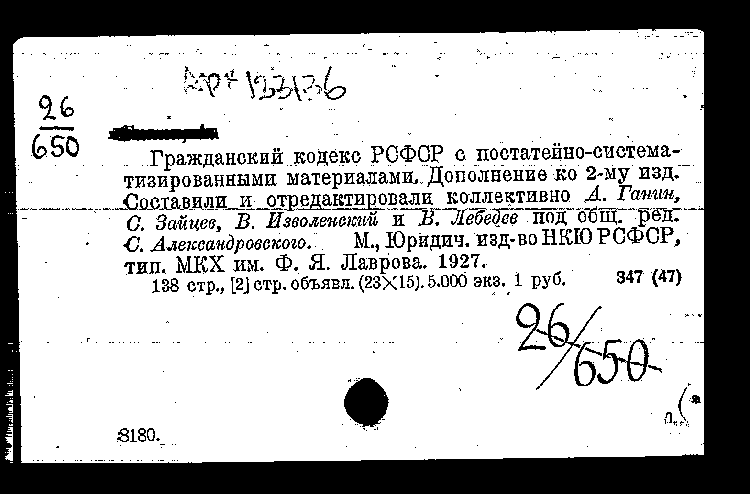 26
650
Гражданский кодекс РСФСР с постатейно-система-
тизированными материалами. Дополнение ко 2-му изд.
Составили и отредактировали коллективно А. Ганин,
С. Зайцев, В. Изволенский и В. Лебедев под общ. ред.
С. Александровского. М., Юридич. изд-во НКЮ РСФСР,
тип. МКХ им. Ф. Я. Лаврова. 1927.
138 стр., [2] стр. объявл. (23×15). 5.000 экз. 1 руб. 347 (47)
26/650
8180.